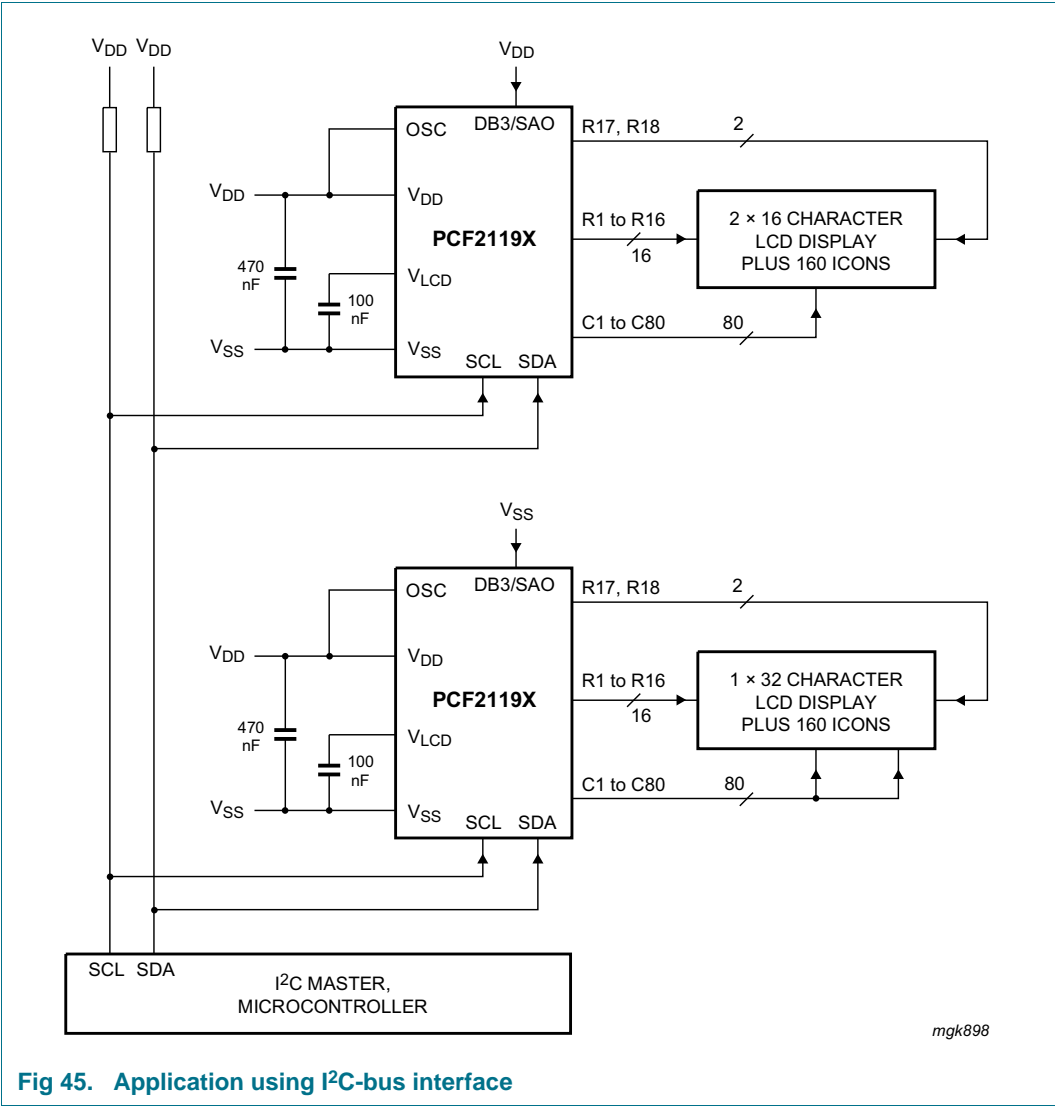 VDD VDD
VDD
OSC
DB3/SAO
R17, R18
2
VDD
VDD
PCF2119X
R1 to R16
16
2 × 16 CHARACTER
LCD DISPLAY
PLUS 160 ICONS
470
nF
VLCD
100
nF
C1 to C80
80
VSS
VSS
SCL SDA
VSS
OSC
DB3/SAO
R17, R18
2
VDD
VDD
PCF2119X
R1 to R16
16
1 × 32 CHARACTER
LCD DISPLAY
PLUS 160 ICONS
470
nF
VLCD
100
nF
C1 to C80
80
VSS
VSS
SCL SDA
SCL SDA
I2C MASTER,
MICROCONTROLLER
mgk898
Fig 45. Application using I2C-bus interface